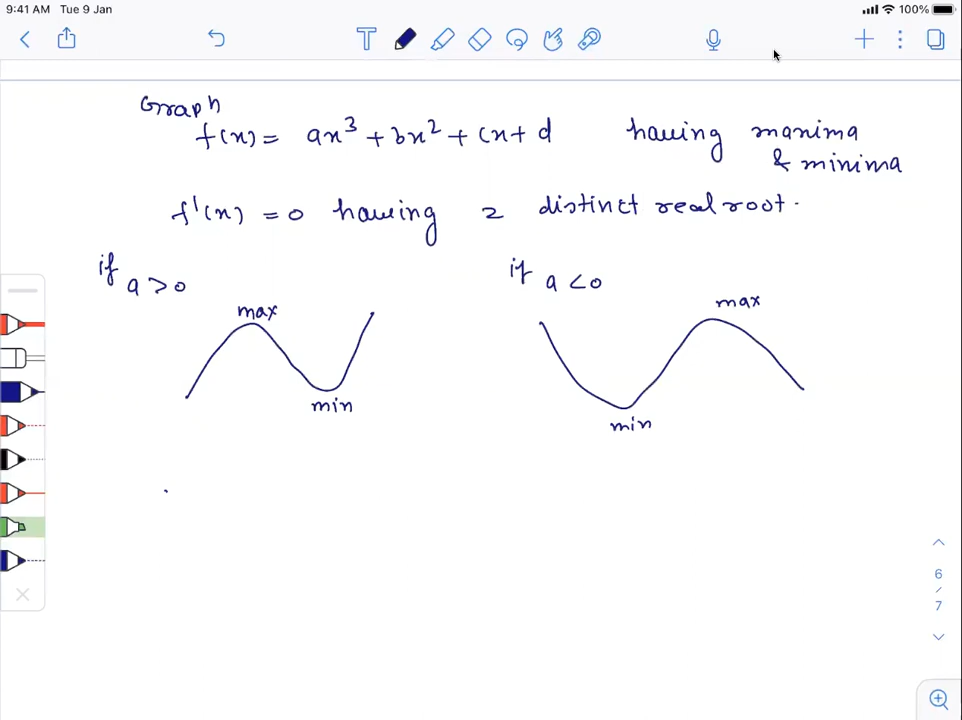 9:41 AM Tue 9 Jan
100%
Graph
f(x) = ax³ + bx² + cx + d having maxima
& minima
f'(x) = 0 having 2 distinct real root.
if a > 0
if a < 0
max
max
min
min
6
/
7